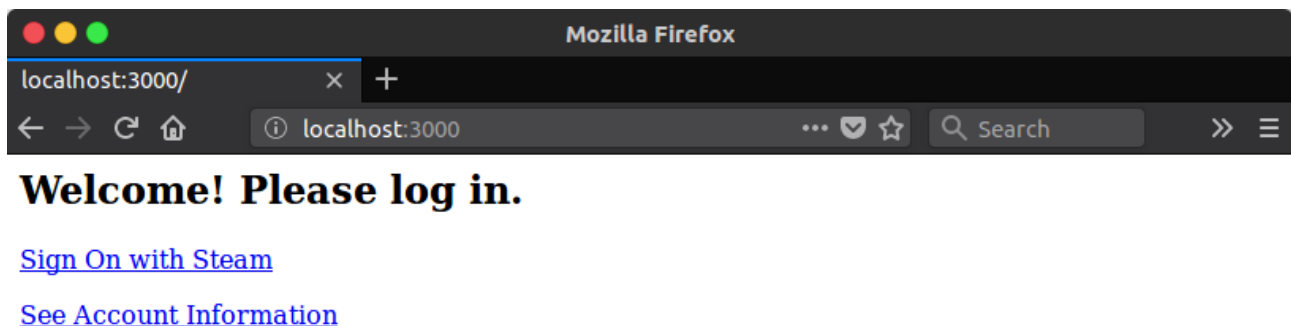 Mozilla Firefox
localhost:3000/
localhost:3000
Search
Welcome! Please log in.
Sign On with Steam
See Account Information